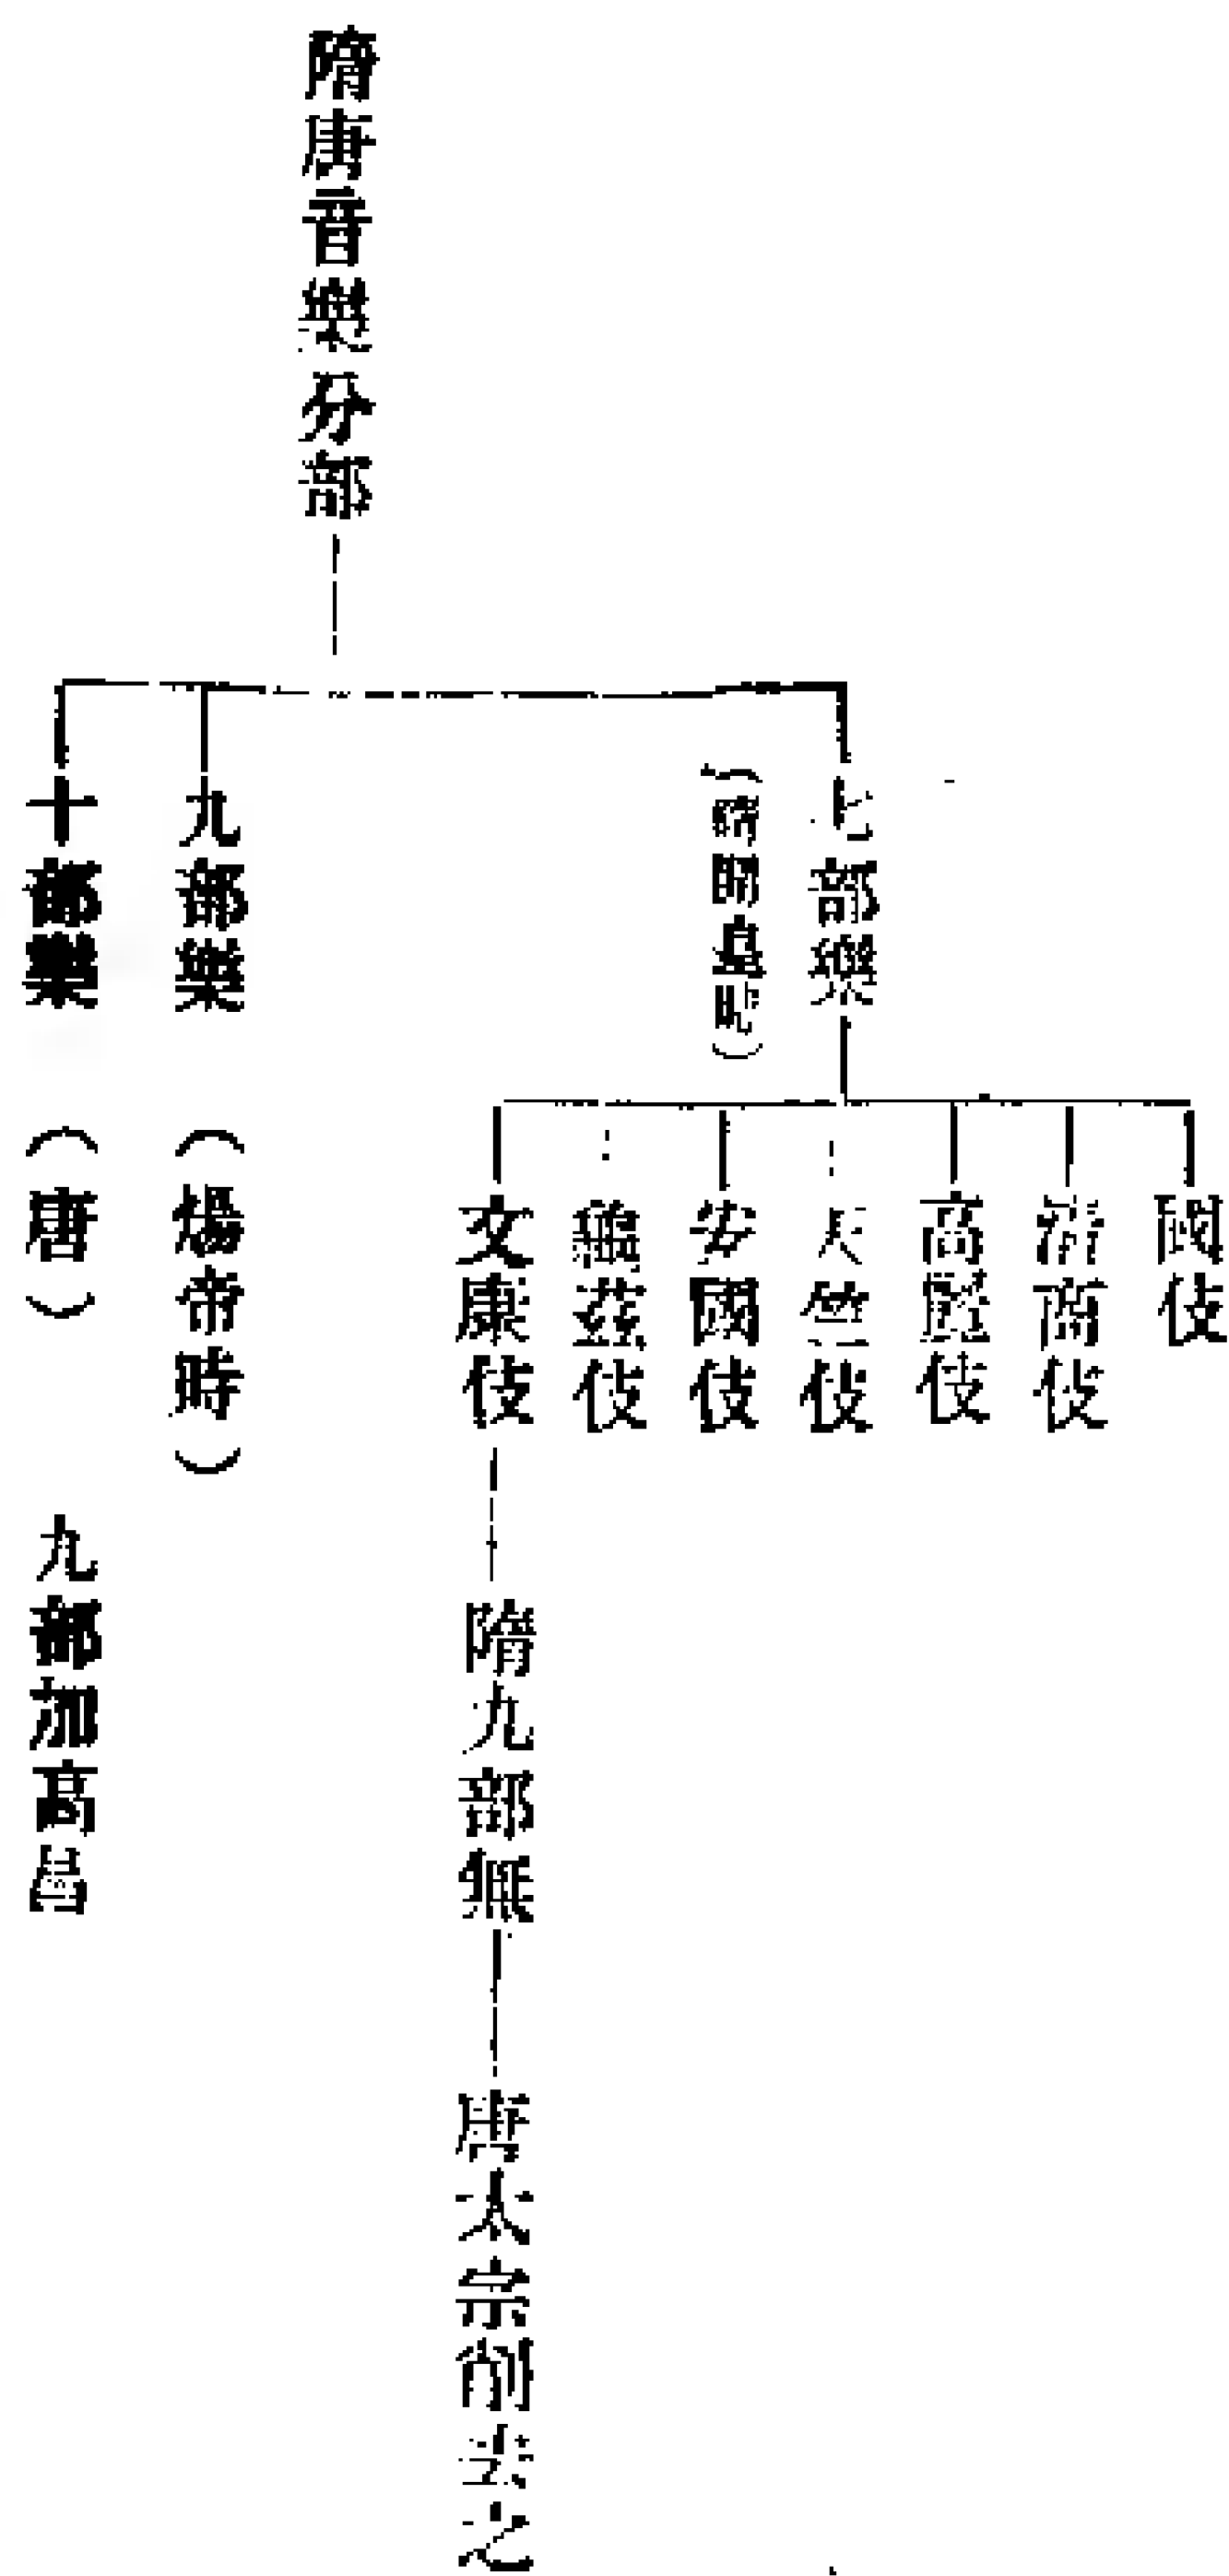 隋唐音樂分部
七部樂
(隋開皇時)
國伎
清商伎
高麗伎
天竺伎
安國伎
龜茲伎
文康伎
隋九部無
唐太宗削去之
九部樂
(煬帝時)
十部樂
(唐)
九部加高昌